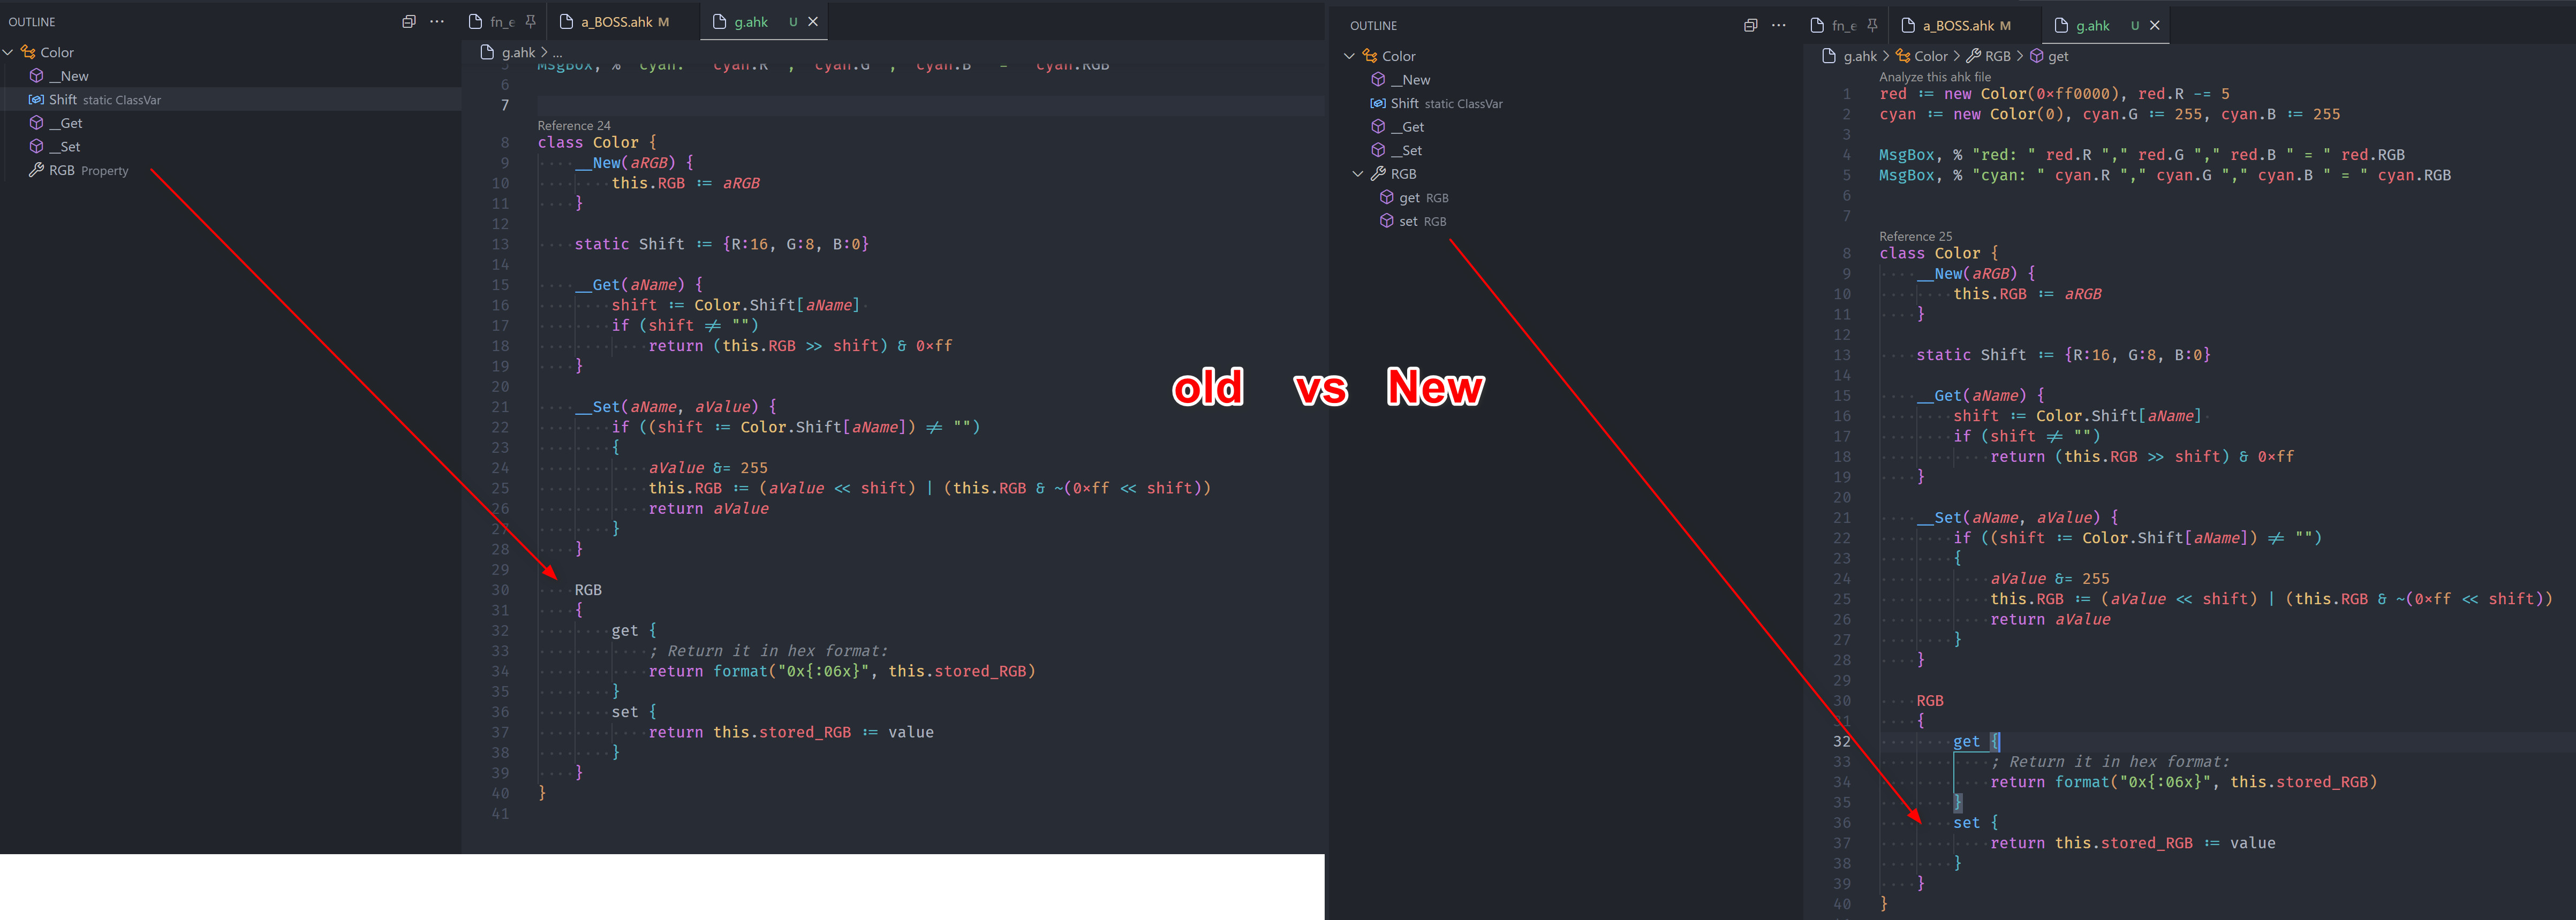 OUTLINE
Color
__New
Shift static ClassVar
__Get
__Set
RGB Property
fn_e
a_BOSS.ahk M
g.ahk U
g.ahk > ...
MsgBox, % "cyan: " cyan.R "," cyan.G "," cyan.B " = " cyan.RGB
6
7
Reference 24
8 class Color {
9 __New(aRGB) {
10 this.RGB := aRGB
11 }
12
13 static Shift := {R:16, G:8, B:0}
14
15 __Get(aName) {
16 shift := Color.Shift[aName]
17 if (shift != "")
18 return (this.RGB >> shift) & 0xff
19 }
20
21 __Set(aName, aValue) {
22 if ((shift := Color.Shift[aName]) != "")
23 {
24 aValue &= 255
25 this.RGB := (aValue << shift) | (this.RGB & ~(0xff << shift))
26 return aValue
27 }
28 }
29
30 RGB
31 {
32 get {
33 ; Return it in hex format:
34 return format("0x{:06x}", this.stored_RGB)
35 }
36 set {
37 return this.stored_RGB := value
38 }
39 }
40 }
41
old vs New
OUTLINE
Color
__New
Shift static ClassVar
__Get
__Set
RGB
get RGB
set RGB
fn_e
a_BOSS.ahk M
g.ahk U
g.ahk > Color > RGB > get
Analyze this ahk file
1 red := new Color(0xff0000), red.R -= 5
2 cyan := new Color(0), cyan.G := 255, cyan.B := 255
3
4 MsgBox, % "red: " red.R "," red.G "," red.B " = " red.RGB
5 MsgBox, % "cyan: " cyan.R "," cyan.G "," cyan.B " = " cyan.RGB
6
7
Reference 25
8 class Color {
9 __New(aRGB) {
10 this.RGB := aRGB
11 }
12
13 static Shift := {R:16, G:8, B:0}
14
15 __Get(aName) {
16 shift := Color.Shift[aName]
17 if (shift != "")
18 return (this.RGB >> shift) & 0xff
19 }
20
21 __Set(aName, aValue) {
22 if ((shift := Color.Shift[aName]) != "")
23 {
24 aValue &= 255
25 this.RGB := (aValue << shift) | (this.RGB & ~(0xff << shift))
26 return aValue
27 }
28 }
29
30 RGB
31 {
32 get {
33 ; Return it in hex format:
34 return format("0x{:06x}", this.stored_RGB)
35 }
36 set {
37 return this.stored_RGB := value
38 }
39 }
40 }